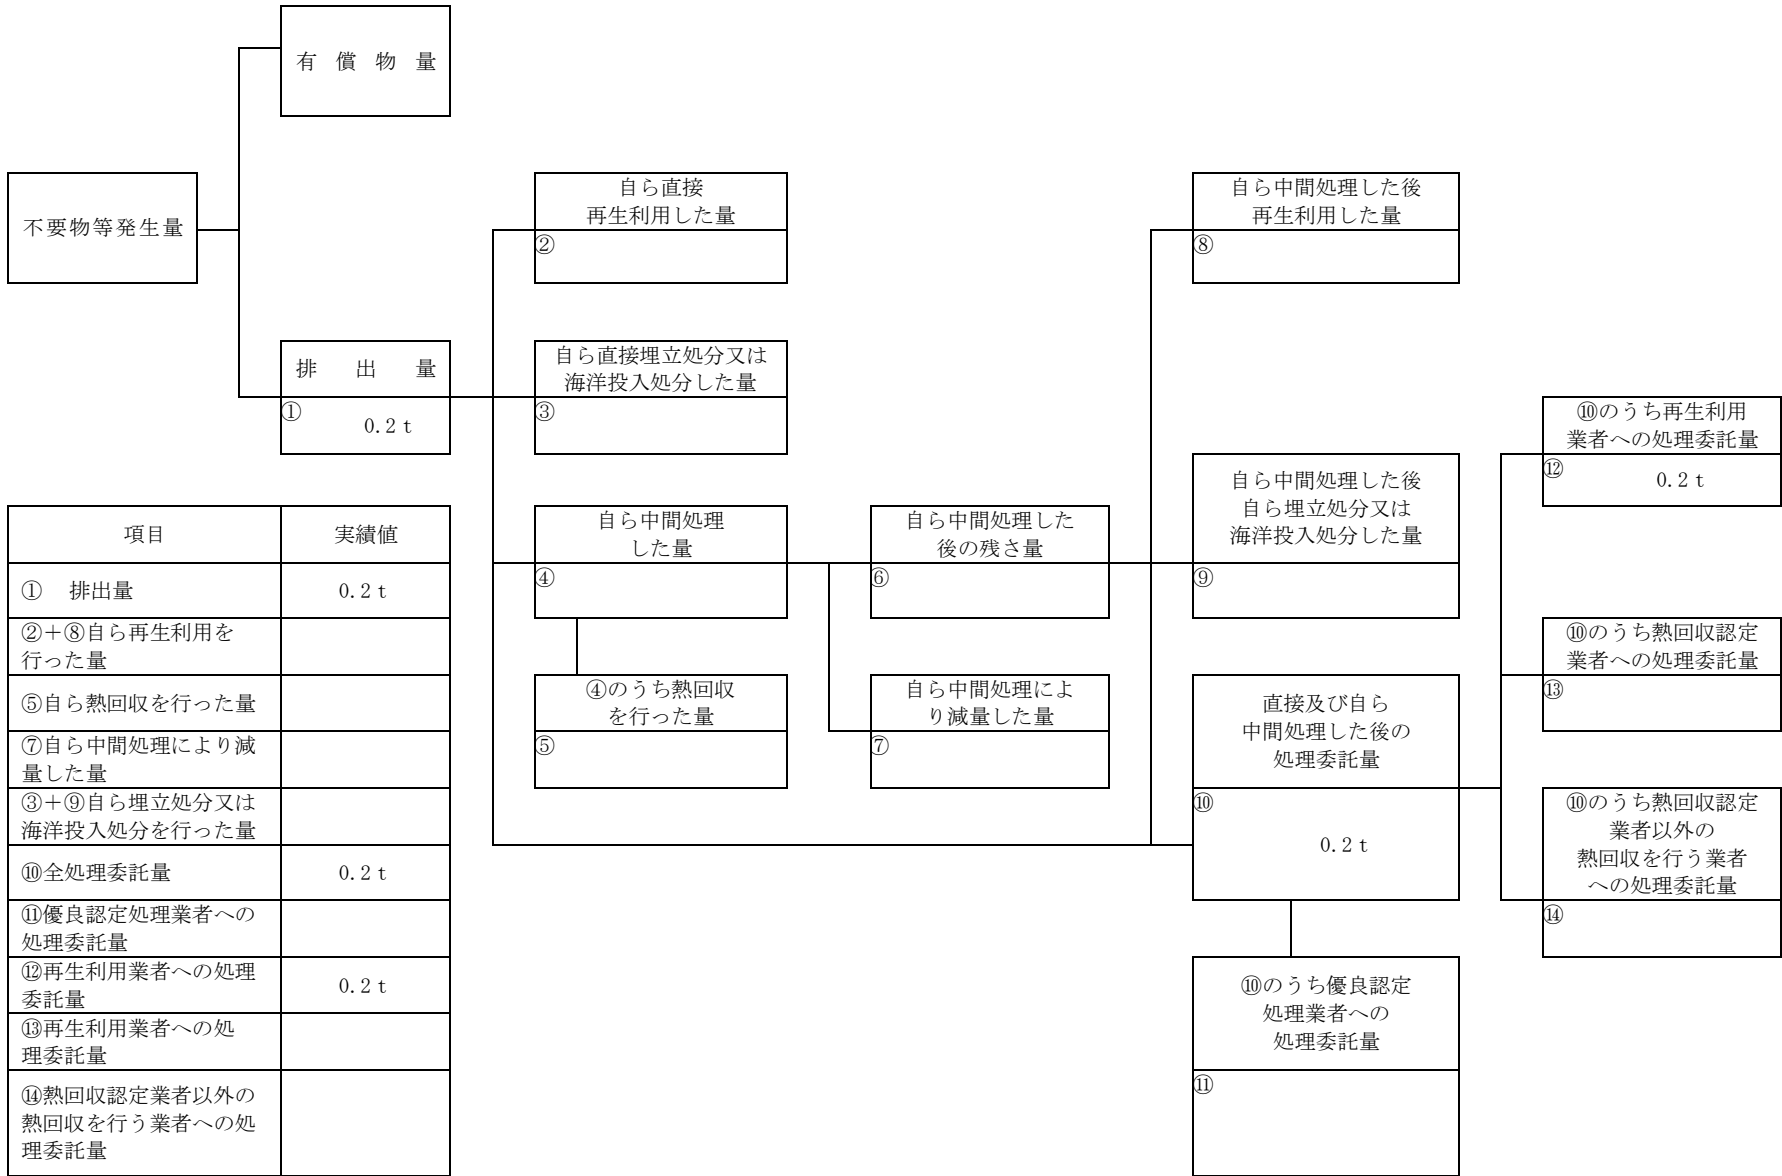 有償物量
不要物等発生量
排出量
①
0.2 t
自ら直接
再生利用した量
②
自ら直接埋立処分又は
海洋投入処分した量
③
自ら中間処理
した量
④
④のうち熱回収
を行った量
⑤
自ら中間処理した
後の残さ量
⑥
自ら中間処理によ
り減量した量
⑦
自ら中間処理した後
再生利用した量
⑧
自ら中間処理した後
自ら埋立処分又は
海洋投入処分した量
⑨
直接及び自ら
中間処理した後の
処理委託量
⑩
0.2 t
⑩のうち優良認定
処理業者への
処理委託量
⑪
⑩のうち再生利用
業者への処理委託量
⑫
0.2 t
⑩のうち熱回収認定
業者への処理委託量
⑬
⑩のうち熱回収認定
業者以外の
熱回収を行う業者
への処理委託量
⑭
項目 実績値
① 排出量 0.2 t
②+⑧自ら再生利用を
行った量
⑤自ら熱回収を行った量
⑦自ら中間処理により減
量した量
③+⑨自ら埋立処分又は
海洋投入処分を行った量
⑩全処理委託量 0.2 t
⑪優良認定処理業者への
処理委託量
⑫再生利用業者への処理
委託量
0.2 t
⑬再生利用業者への処
理委託量
⑭熱回収認定業者以外の
熱回収を行う業者への処
理委託量